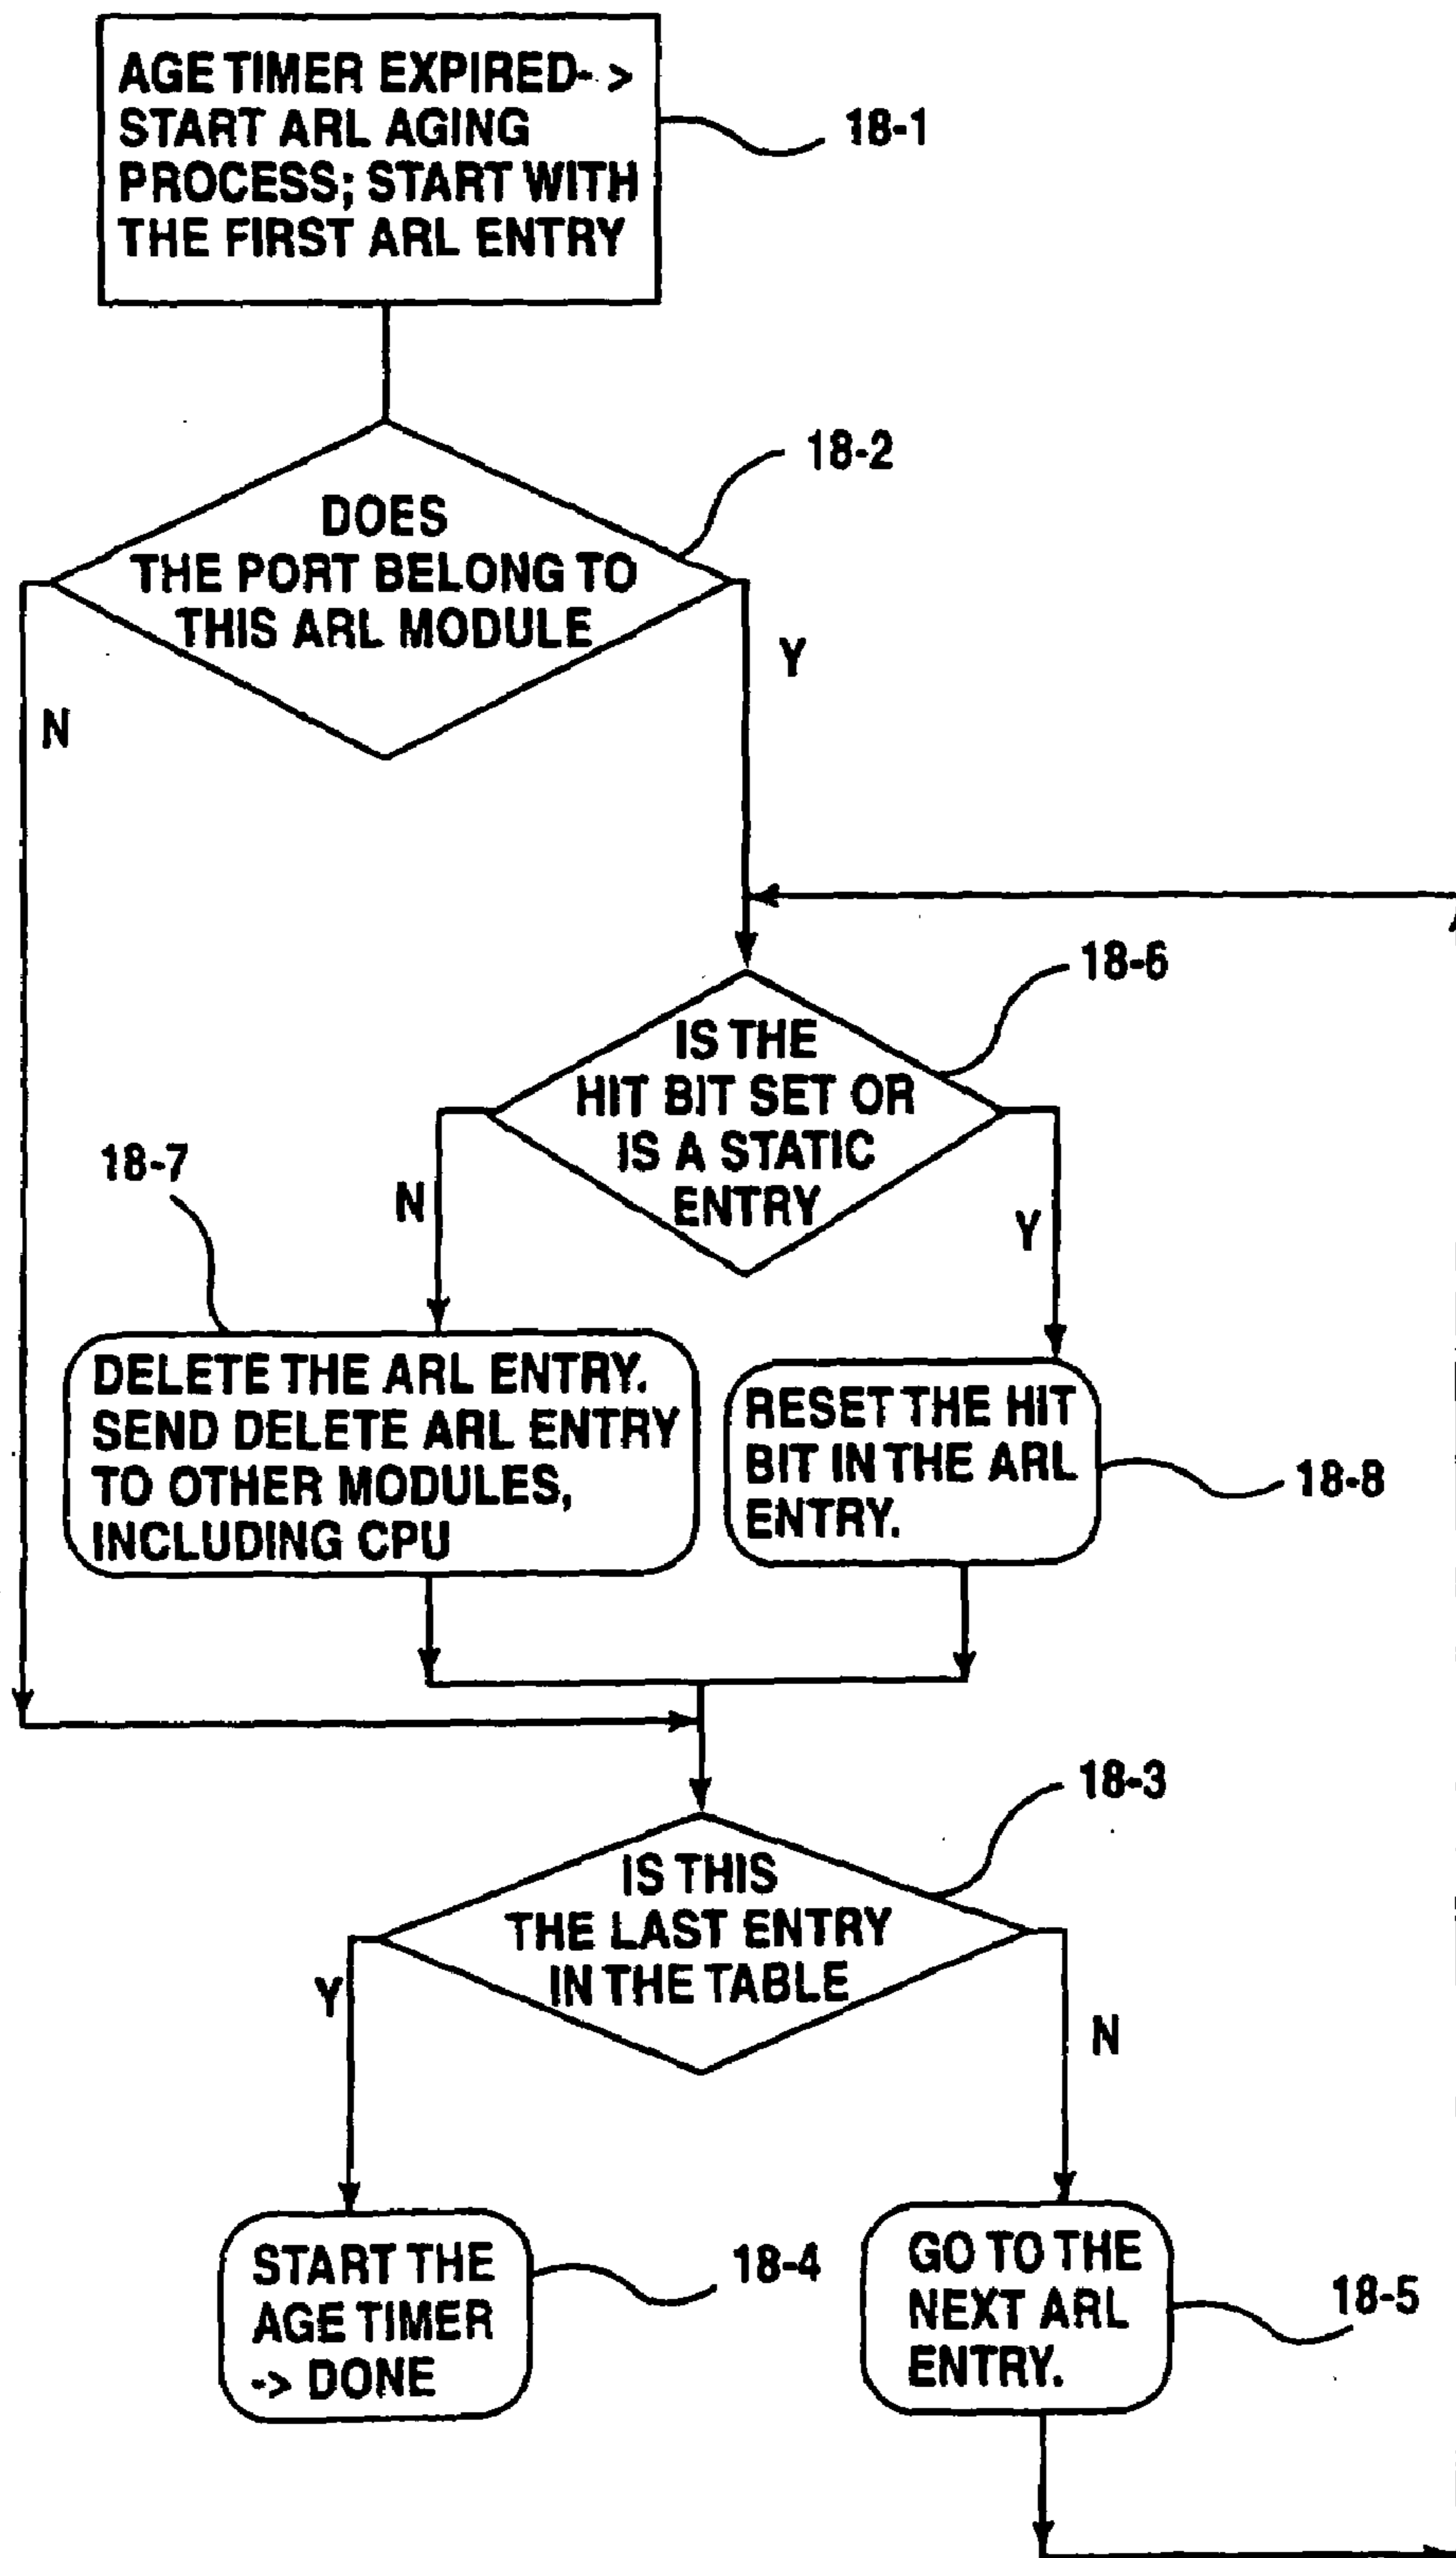 AGE TIMER EXPIRED- >
START ARL AGING
PROCESS; START WITH
THE FIRST ARL ENTRY
18-1
18-2
DOES
THE PORT BELONG TO
THIS ARL MODULE
Y
N
18-6
IS THE
HIT BIT SET OR
IS A STATIC
ENTRY
18-7
N
Y
DELETE THE ARL ENTRY.
SEND DELETE ARL ENTRY
TO OTHER MODULES,
INCLUDING CPU
RESET THE HIT
BIT IN THE ARL
ENTRY.
18-8
18-3
IS THIS
THE LAST ENTRY
IN THE TABLE
Y
N
START THE
AGE TIMER
-> DONE
18-4
GO TO THE
NEXT ARL
ENTRY.
18-5